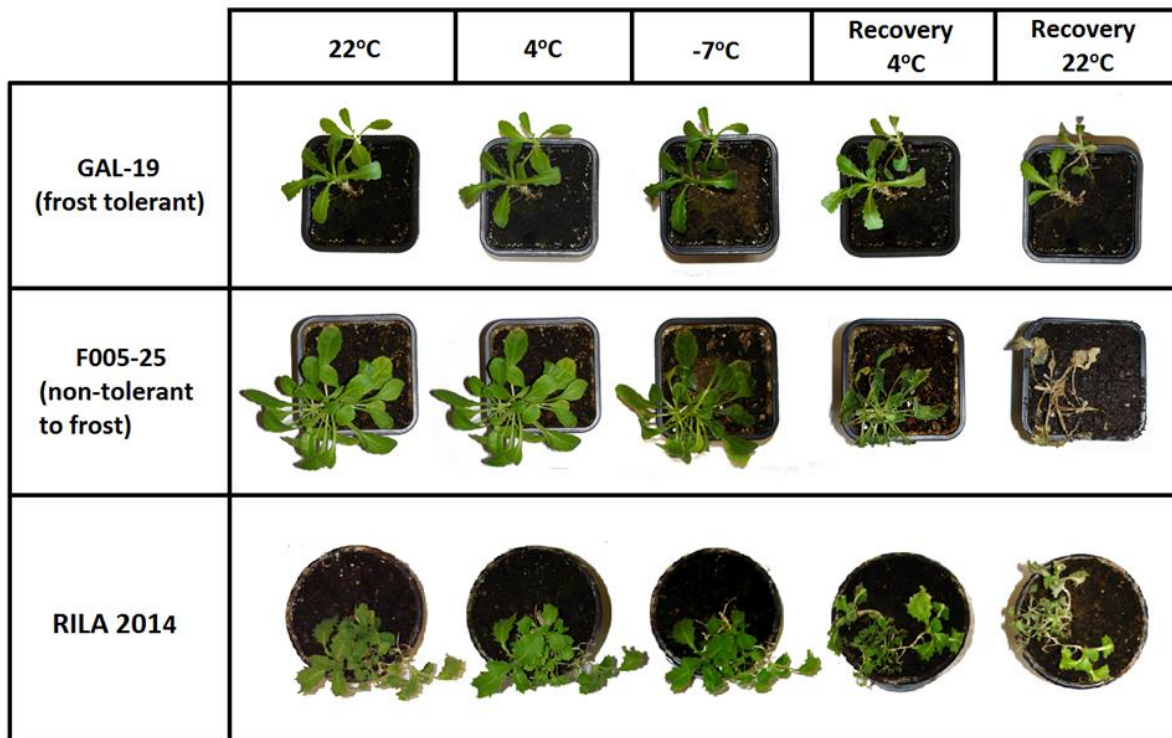 22°C
4°C
-7°C
Recovery
4°C
Recovery
22°C
GAL-19
(frost tolerant)
F005-25
(non-tolerant
to frost)
RILA 2014